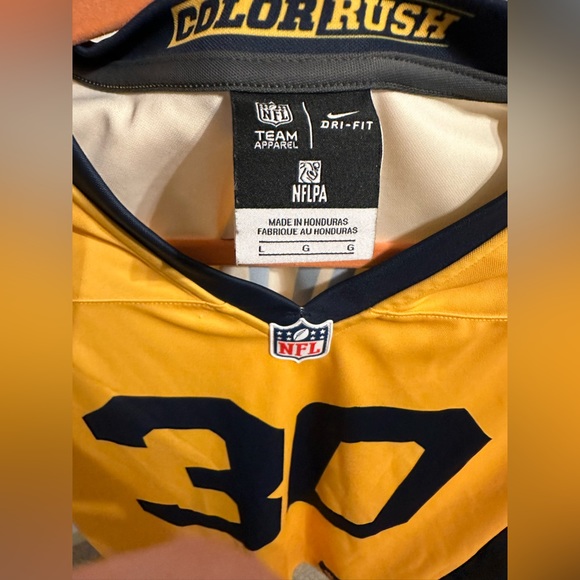 COLOR RUSH
NFL
TEAM
APPAREL
DRI-FIT
NFLPA
MADE IN HONDURAS
FABRIQUE AU HONDURAS
L G G
NFL
30